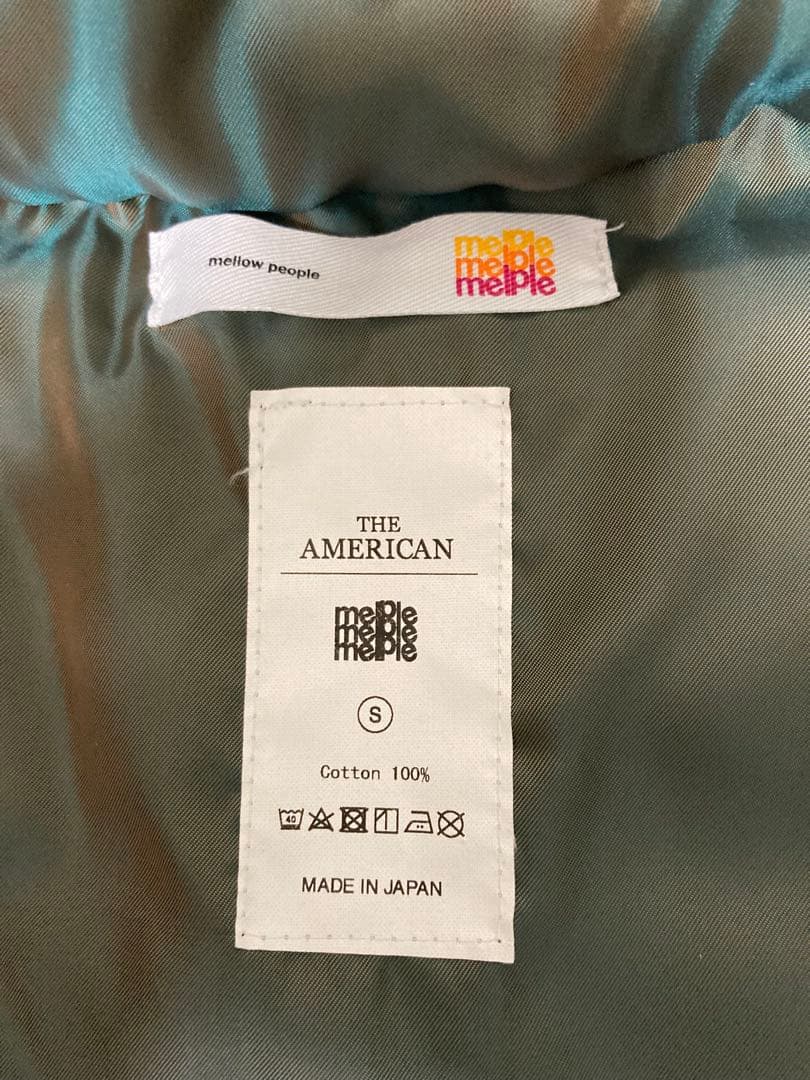 mellow people
melple
melple
melple
THE
AMERICAN
melple
melple
melple
S
Cotton 100%
40
MADE IN JAPAN